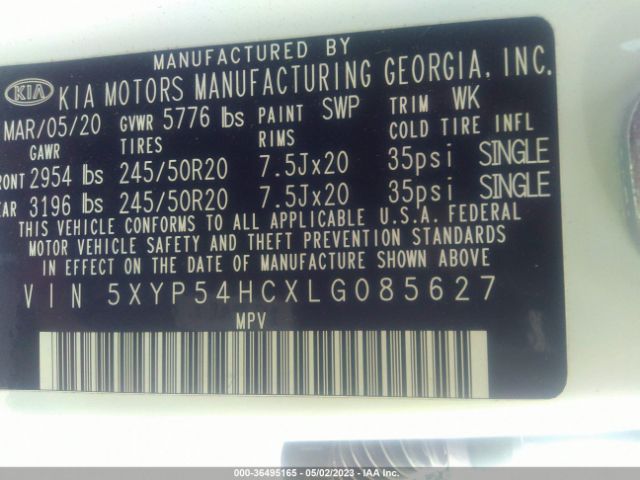 MANUFACTURED BY
KIA KIA MOTORS MANUFACTURING GEORGIA, INC.
MAR/05/20 GVWR 5776 lbs PAINT SWP TRIM WK
GAWR TIRES RIMS COLD TIRE INFL
RONT 2954 lbs 245/50R20 7.5Jx20 35psi SINGLE
EAR 3196 lbs 245/50R20 7.5Jx20 35psi SINGLE
THIS VEHICLE CONFORMS TO ALL APPLICABLE U.S.A. FEDERAL
MOTOR VEHICLE SAFETY AND THEFT PREVENTION STANDARDS
IN EFFECT ON THE DATE OF MANUFACTURE SHOWN ABOVE
VIN 5XYP54HCXLG085627
MPV
000-36495165 - 05/02/2023 - IAA Inc.